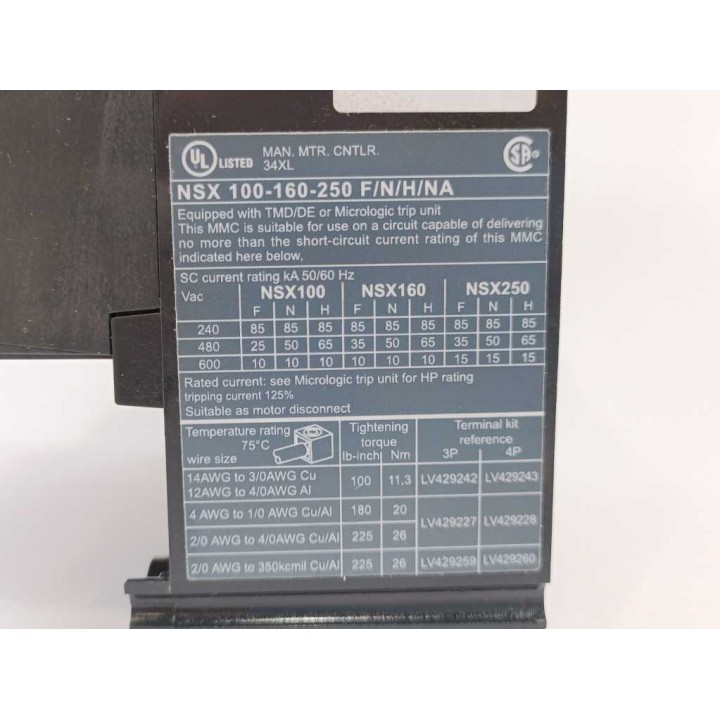 UL LISTED MAN. MTR. CNTLR.
34XL
SA
NSX 100-160-250 F/N/H/NA
Equipped with TMD/DE or Micrologic trip unit
This MMC is suitable for use on a circuit capable of delivering
no more than the short-circuit current rating of this MMC
indicated here below,
SC current rating kA 50/60 Hz
Vac NSX100 NSX160 NSX250
F N H F N H F N H
240 85 85 85 85 85 85 85 85 85
480 25 50 65 35 50 65 35 50 65
600 10 10 10 10 10 10 15 15 15
Rated current: see Micrologic trip unit for HP rating
tripping current 125%
Suitable as motor disconnect
Temperature rating 75°C
wire size
Tightening torque
lb-inch Nm
Terminal kit reference
3P 4P
14AWG to 3/0AWG Cu
12AWG to 4/0AWG Al
100 11,3 LV429242 LV429243
4 AWG to 1/0 AWG Cu/Al 180 20
LV429227 LV429228
2/0 AWG to 4/0AWG Cu/Al 225 26
2/0 AWG to 350kcmil Cu/Al 225 26 LV429259 LV429260